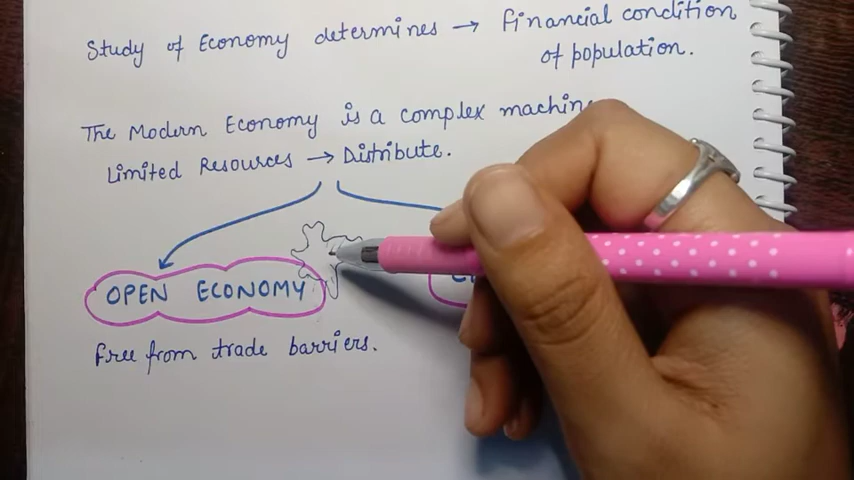 Study of Economy determines → Financial condition
of population.
The Modern Economy is a complex machine
Limited Resources → Distribute.
OPEN ECONOMY
Free from trade barriers.